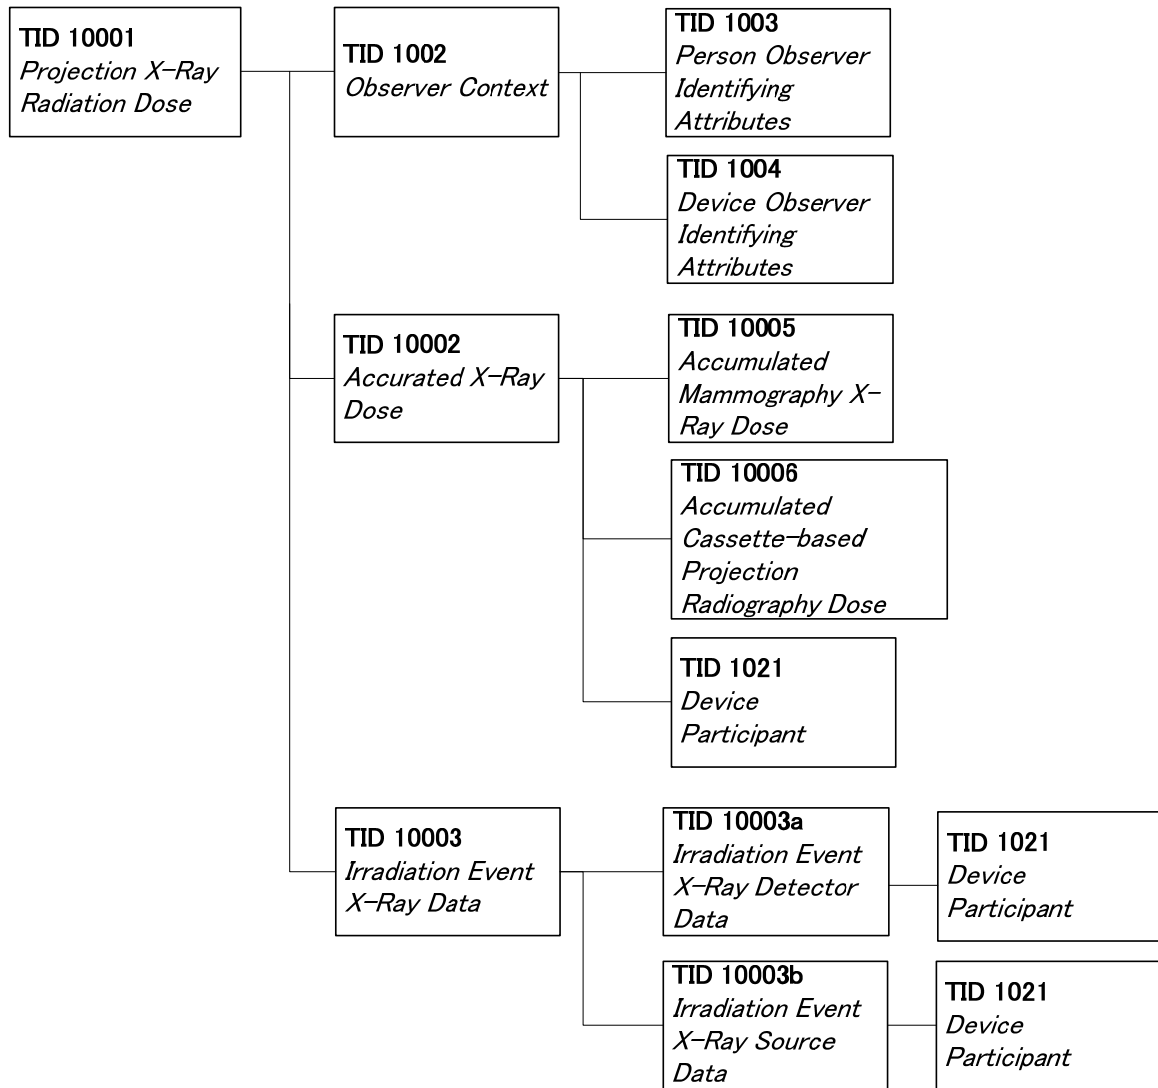 TID 10001
Projection X-Ray
Radiation Dose
TID 1002
Observer Context
TID 1003
Person Observer
Identifying
Attributes
TID 1004
Device Observer
Identifying
Attributes
TID 10002
Accurated X-Ray
Dose
TID 10005
Accumulated
Mammography X-
Ray Dose
TID 10006
Accumulated
Cassette-based
Projection
Radiography Dose
TID 1021
Device
Participant
TID 10003
Irradiation Event
X-Ray Data
TID 10003a
Irradiation Event
X-Ray Detector
Data
TID 1021
Device
Participant
TID 10003b
Irradiation Event
X-Ray Source
Data
TID 1021
Device
Participant